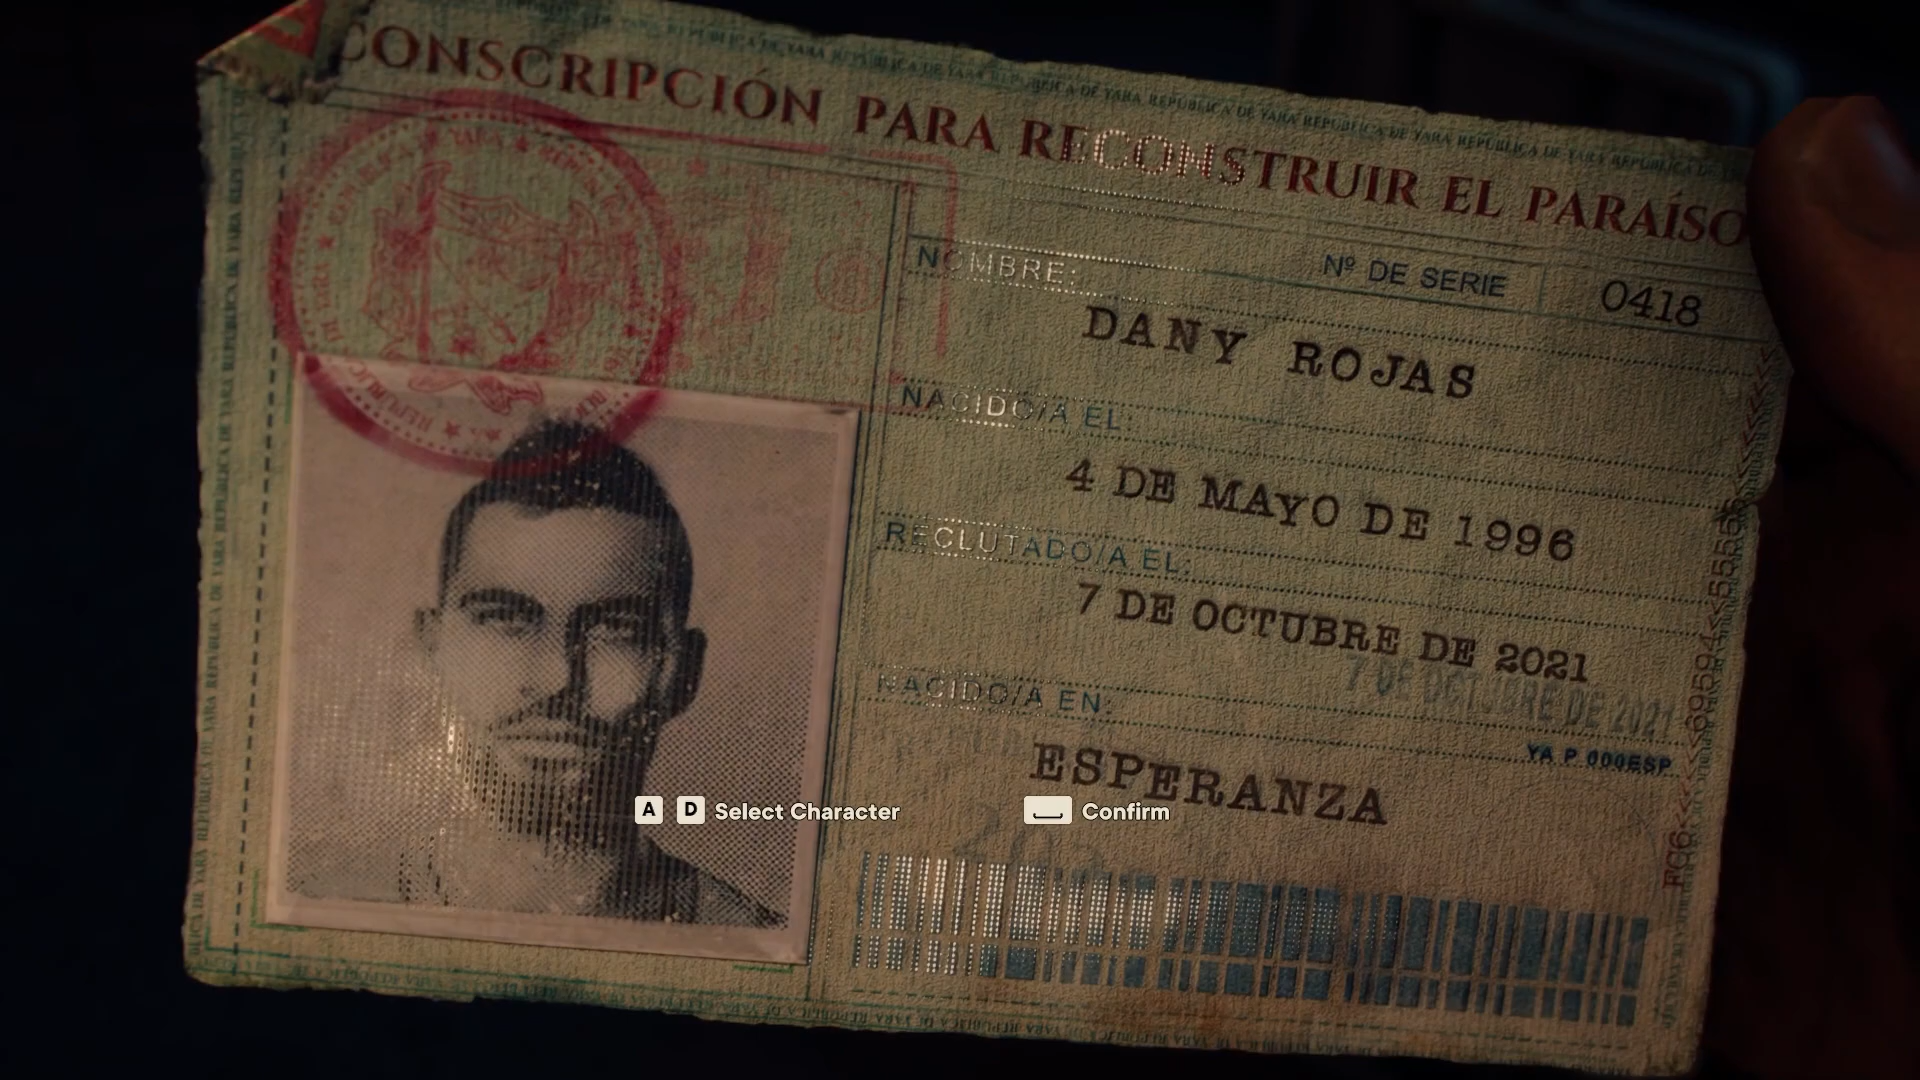 CONSCRIPCIÓN PARA RECONSTRUIR EL PARAÍSO
NOMBRE:
Nº DE SERIE
0418
DANY ROJAS
NACIDO/A EL:
4 DE MAYO DE 1996
RECLUTADO/A EL:
7 DE OCTUBRE DE 2021
7 DE OCTUBRE DE 2021
NACIDO/A EN:
YA P 000ESP
ESPERANZA
A D Select Character
Confirm